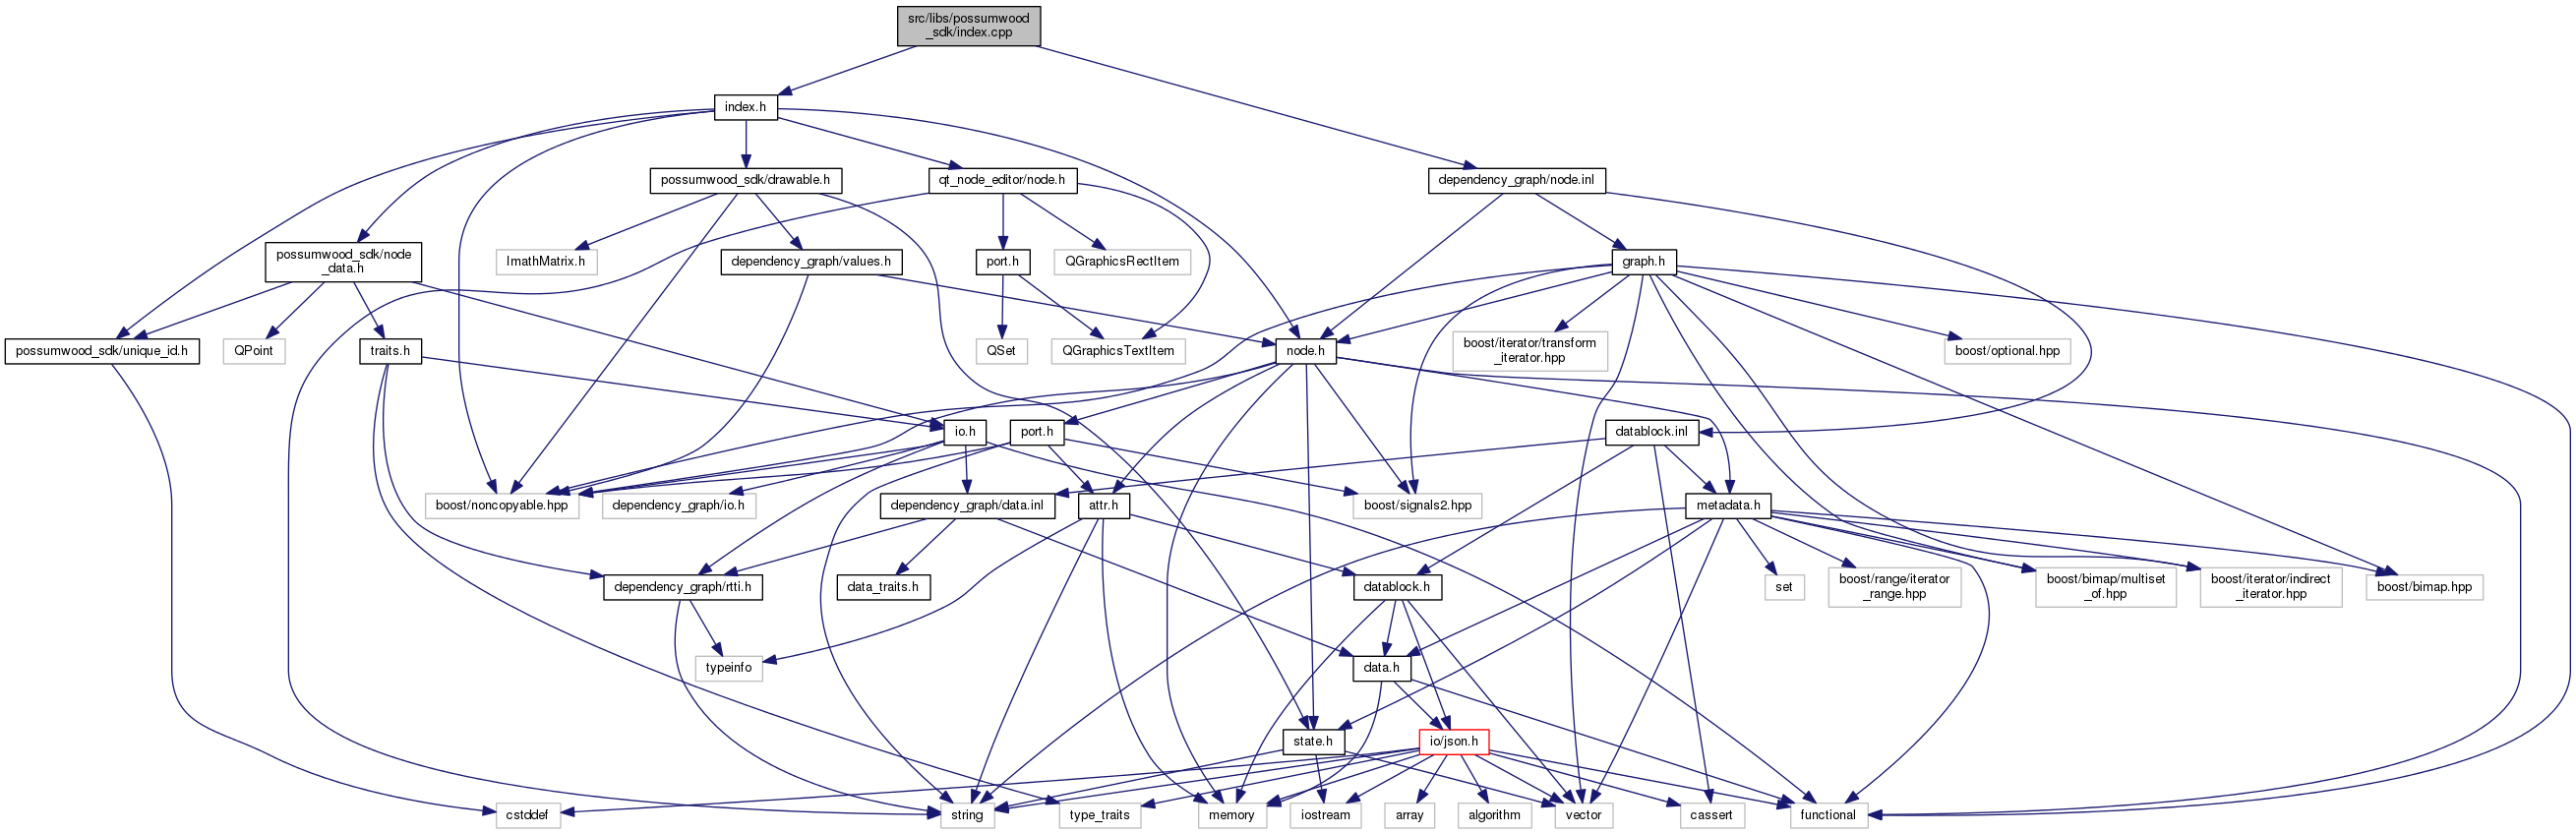 src/libs/possumwood
_sdk/index.cpp
index.h
possumwood_sdk/drawable.h
qt_node_editor/node.h
dependency_graph/node.inl
possumwood_sdk/node
_data.h
ImathMatrix.h
dependency_graph/values.h
port.h
QGraphicsRectItem
graph.h
possumwood_sdk/unique_id.h
QPoint
traits.h
QSet
QGraphicsTextItem
node.h
boost/iterator/transform
_iterator.hpp
boost/optional.hpp
io.h
port.h
datablock.inl
boost/noncopyable.hpp
dependency_graph/io.h
dependency_graph/data.inl
attr.h
boost/signals2.hpp
metadata.h
dependency_graph/rtti.h
data_traits.h
datablock.h
set
boost/range/iterator
_range.hpp
boost/bimap/multiset
_of.hpp
boost/iterator/indirect
_iterator.hpp
boost/bimap.hpp
typeinfo
data.h
state.h
io/json.h
cstddef
string
type_traits
memory
iostream
array
algorithm
vector
cassert
functional